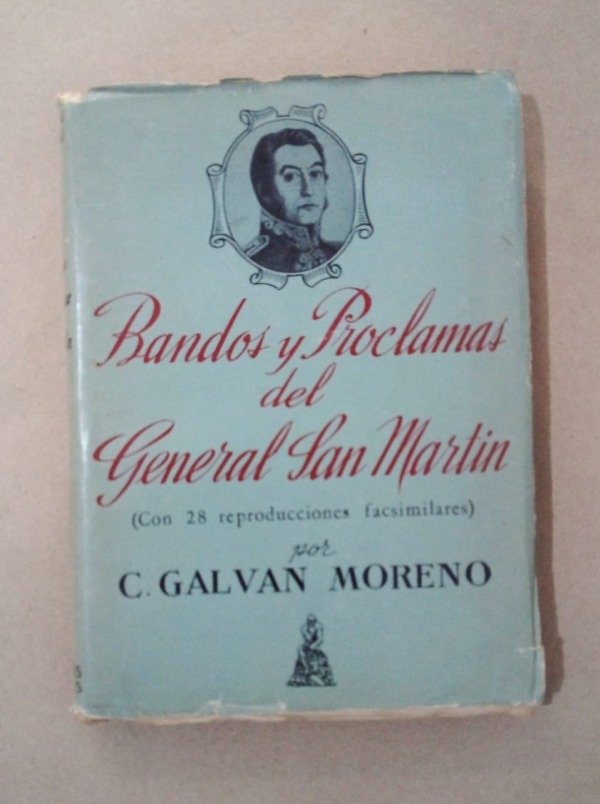 Bandos y Proclamas
del
General San Martin
(Con 28 reproducciones facsimilares)
por
C. GALVAN MORENO